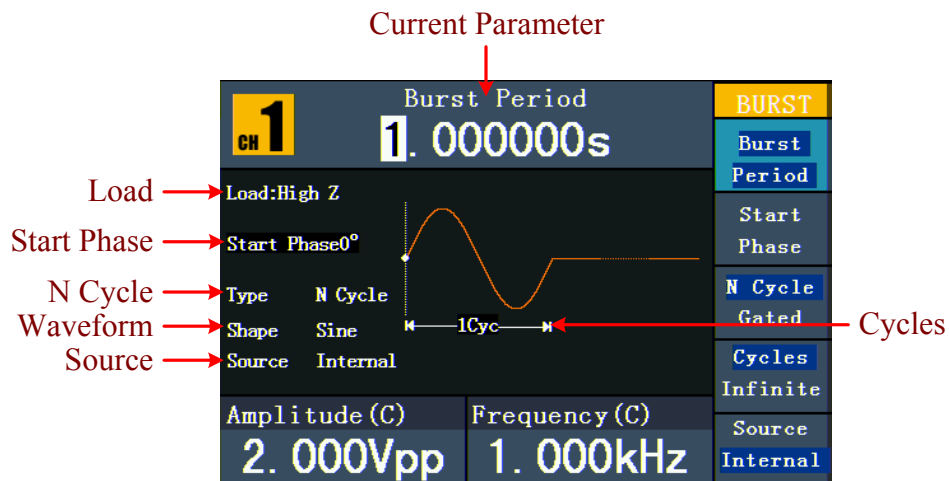 Current Parameter
CH 1
Burst Period
1.000000s
BURST
Burst
Period
Start
Phase
N Cycle
Gated
Cycles
Infinite
Source
Internal
Load
Load:High Z
Start Phase
Start Phase0°
N Cycle
Type N Cycle
Waveform
Shape Sine
Source
Source Internal
1Cyc
Cycles
Amplitude(C)
2.000Vpp
Frequency(C)
1.000kHz